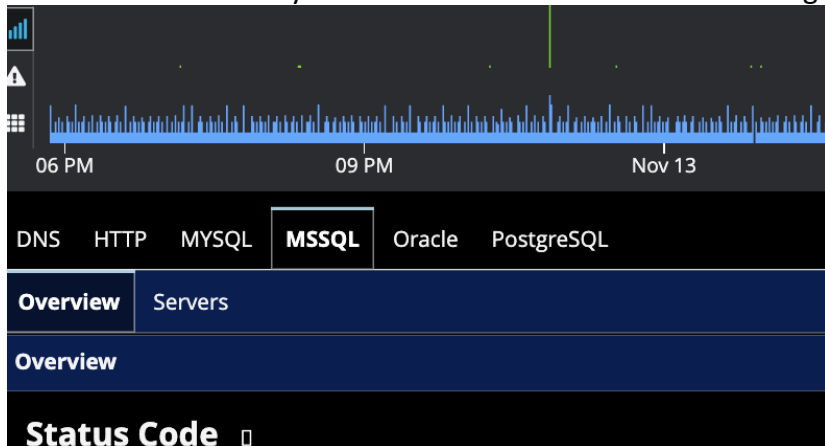 06 PM 09 PM Nov 13
DNS HTTP MYSQL MSSQL Oracle PostgreSQL
Overview Servers
Overview
Status Code